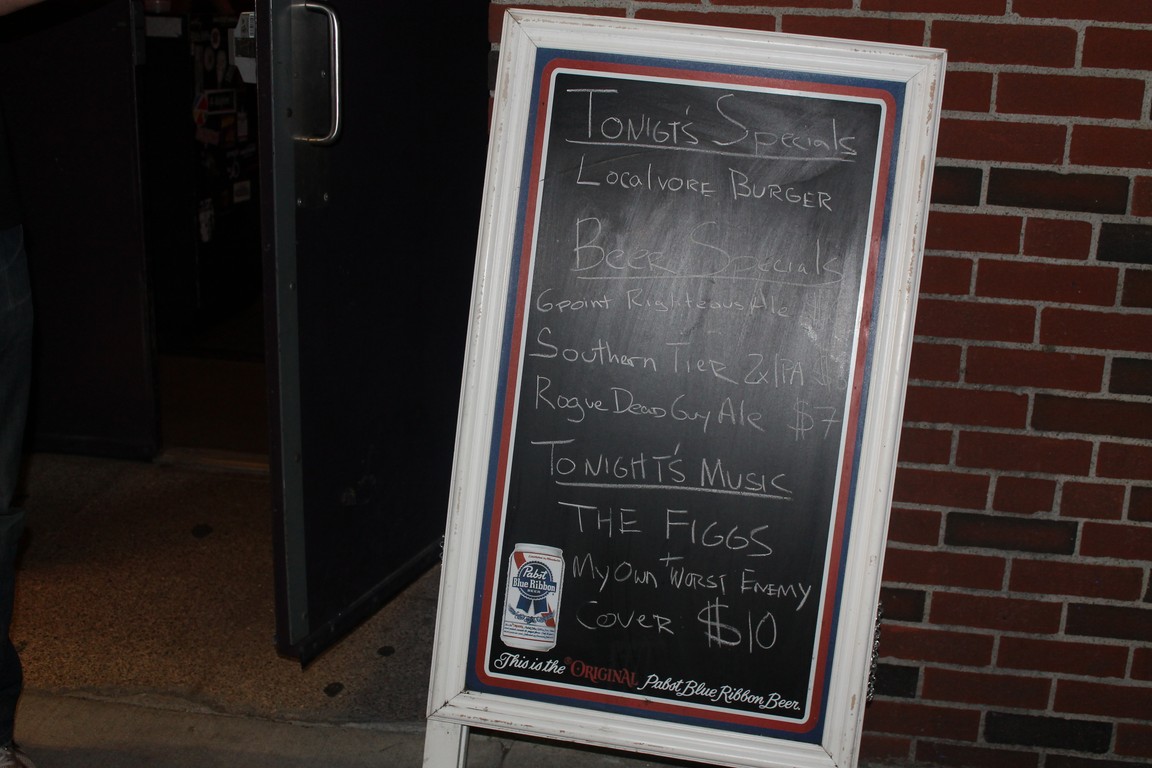 TONIGT'S Specials
Localvore BURGER
Beer Specials
6point Righteous Ale
Southern TiER 2xIPA
Rogue Dead Guy Ale $7
TONIGHT'S MUSIC
THE FIGGS
+
My Own WORST ENEMY
COVER $10
Pabst
Blue Ribbon
BEER
This is the ORIGINAL Pabst Blue Ribbon Beer.